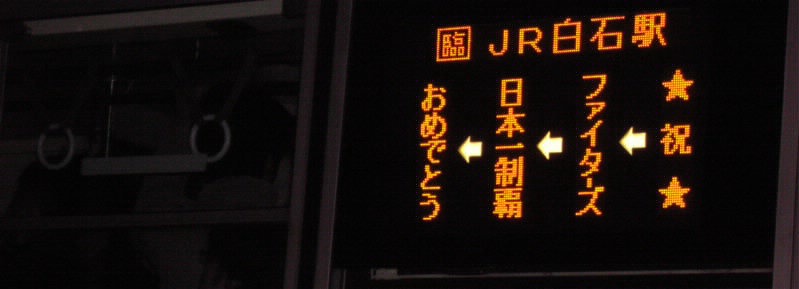 臨 JR白石駅
★祝★
ファイターズ
日本一制覇
おめでとう